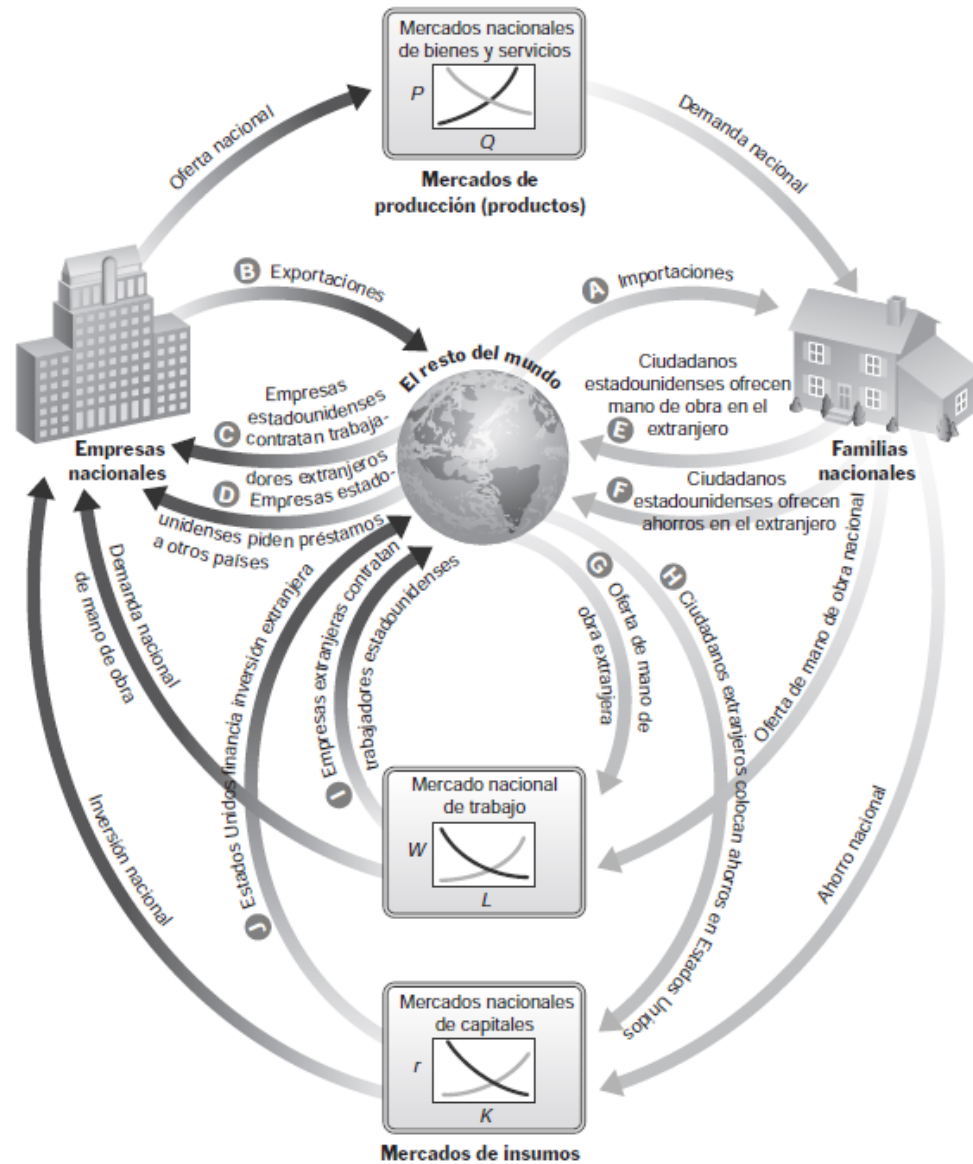 Mercados nacionales
de bienes y servicios
P
Q
Mercados de
producción (productos)
Oferta nacional
Demanda nacional
B Exportaciones
A Importaciones
El resto del mundo
Empresas
estadounidenses
C contratan trabaja-
dores extranjeros
D Empresas estado-
unidenses piden préstamos
a otros países
Empresas
nacionales
Ciudadanos
estadounidenses ofrecen
mano de obra en el
E extranjero
F Ciudadanos
estadounidenses ofrecen
ahorros en el extranjero
Familias
nacionales
Demanda nacional
de mano de obra
Inversión nacional
J Estados Unidos financia inversión extranjera
I Empresas extranjeras contratan
trabajadores estadounidenses
G Oferta de mano de
obra extranjera
H Ciudadanos extranjeros colocan ahorros en Estados Unidos
Oferta de mano de obra nacional
Ahorro nacional
Mercado nacional
de trabajo
W
L
Mercados nacionales
de capitales
r
K
Mercados de insumos